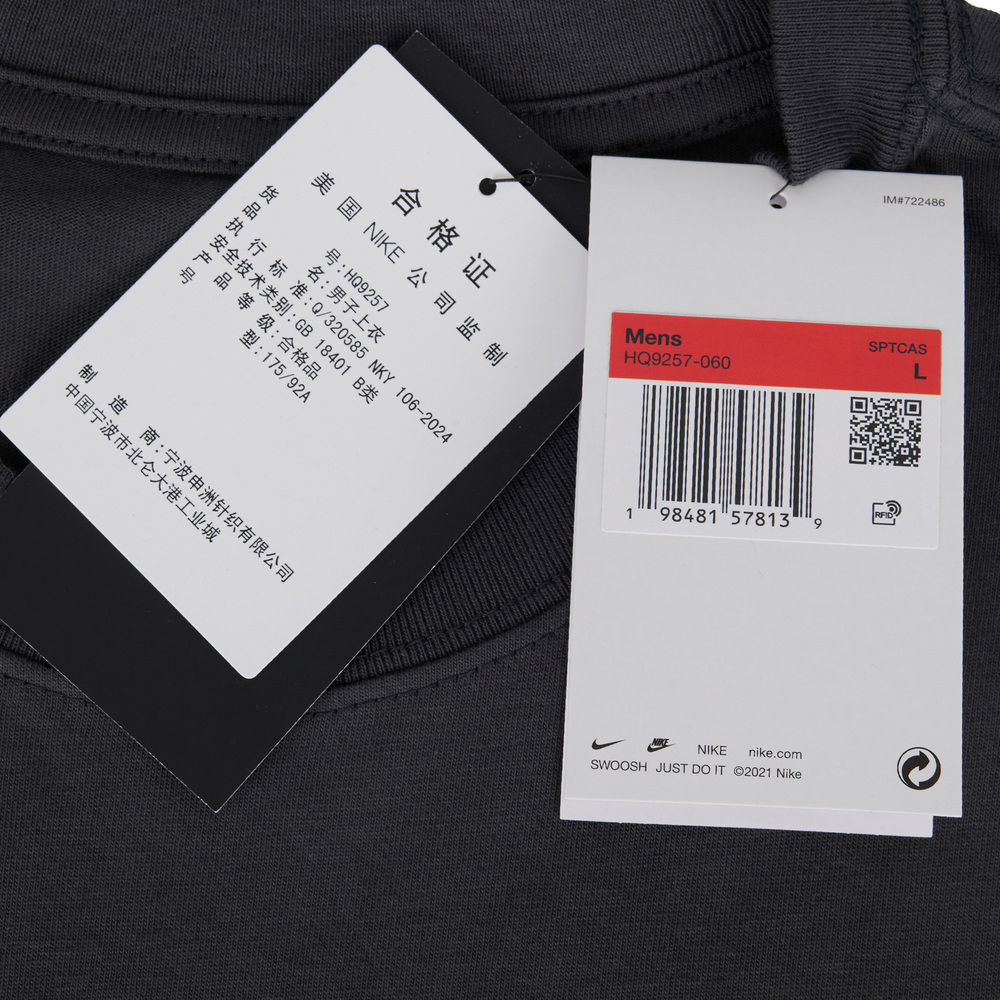 合格证
美国 NIKE 公司监制
货号:HQ9257
品名:男子上衣
执行标准:Q/320585 NKY 106-2024
安全技术类别:GB 18401 B类
产品等级:合格品
号型:175/92A
制造商:宁波申洲针织有限公司
中国宁波市北仑大港工业城
IM#722486
Mens
HQ9257-060
SPTCAS
L
1 98481 57813 9
RFID
NIKE NIKE nike.com
SWOOSH JUST DO IT ©2021 Nike